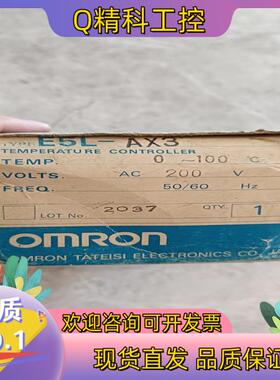 Q精科工控
TYPE E5L-AX3
TEMPERATURE CONTROLLER
TEMP. 0~100 ℃
VOLTS. AC 200 V
FREQ. 50/60 Hz
LOT No 2037 QTY. 1
OMRON
OMRON TATEISI ELECTRONICS CO.
质
O.1
欢迎咨询可开发票
现货直发 品质保证